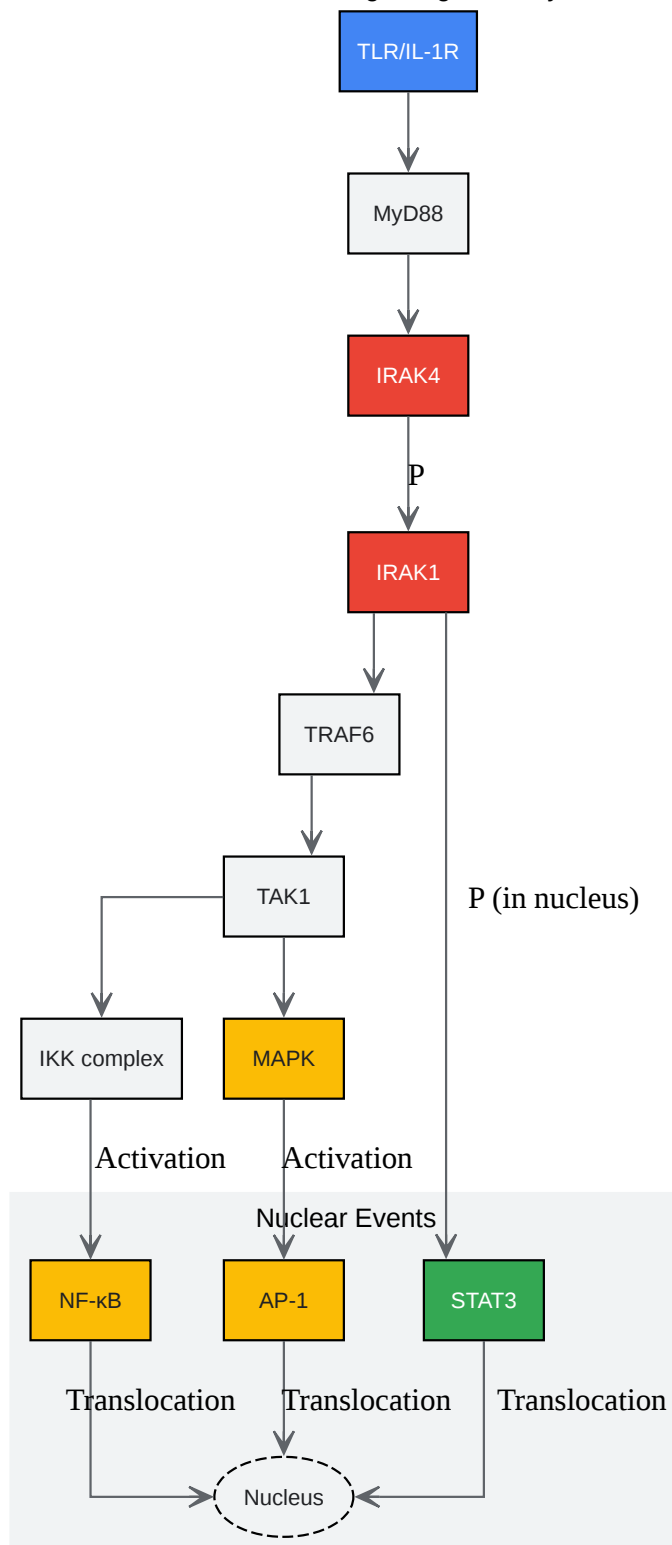 TLR/IL-1R
MyD88
IRAK4
P
IRAK1
TRAF6
TAK1
P (in nucleus)
IKK complex
MAPK
Activation
Activation
Nuclear Events
NF-κB
AP-1
STAT3
Translocation
Translocation
Translocation
Nucleus